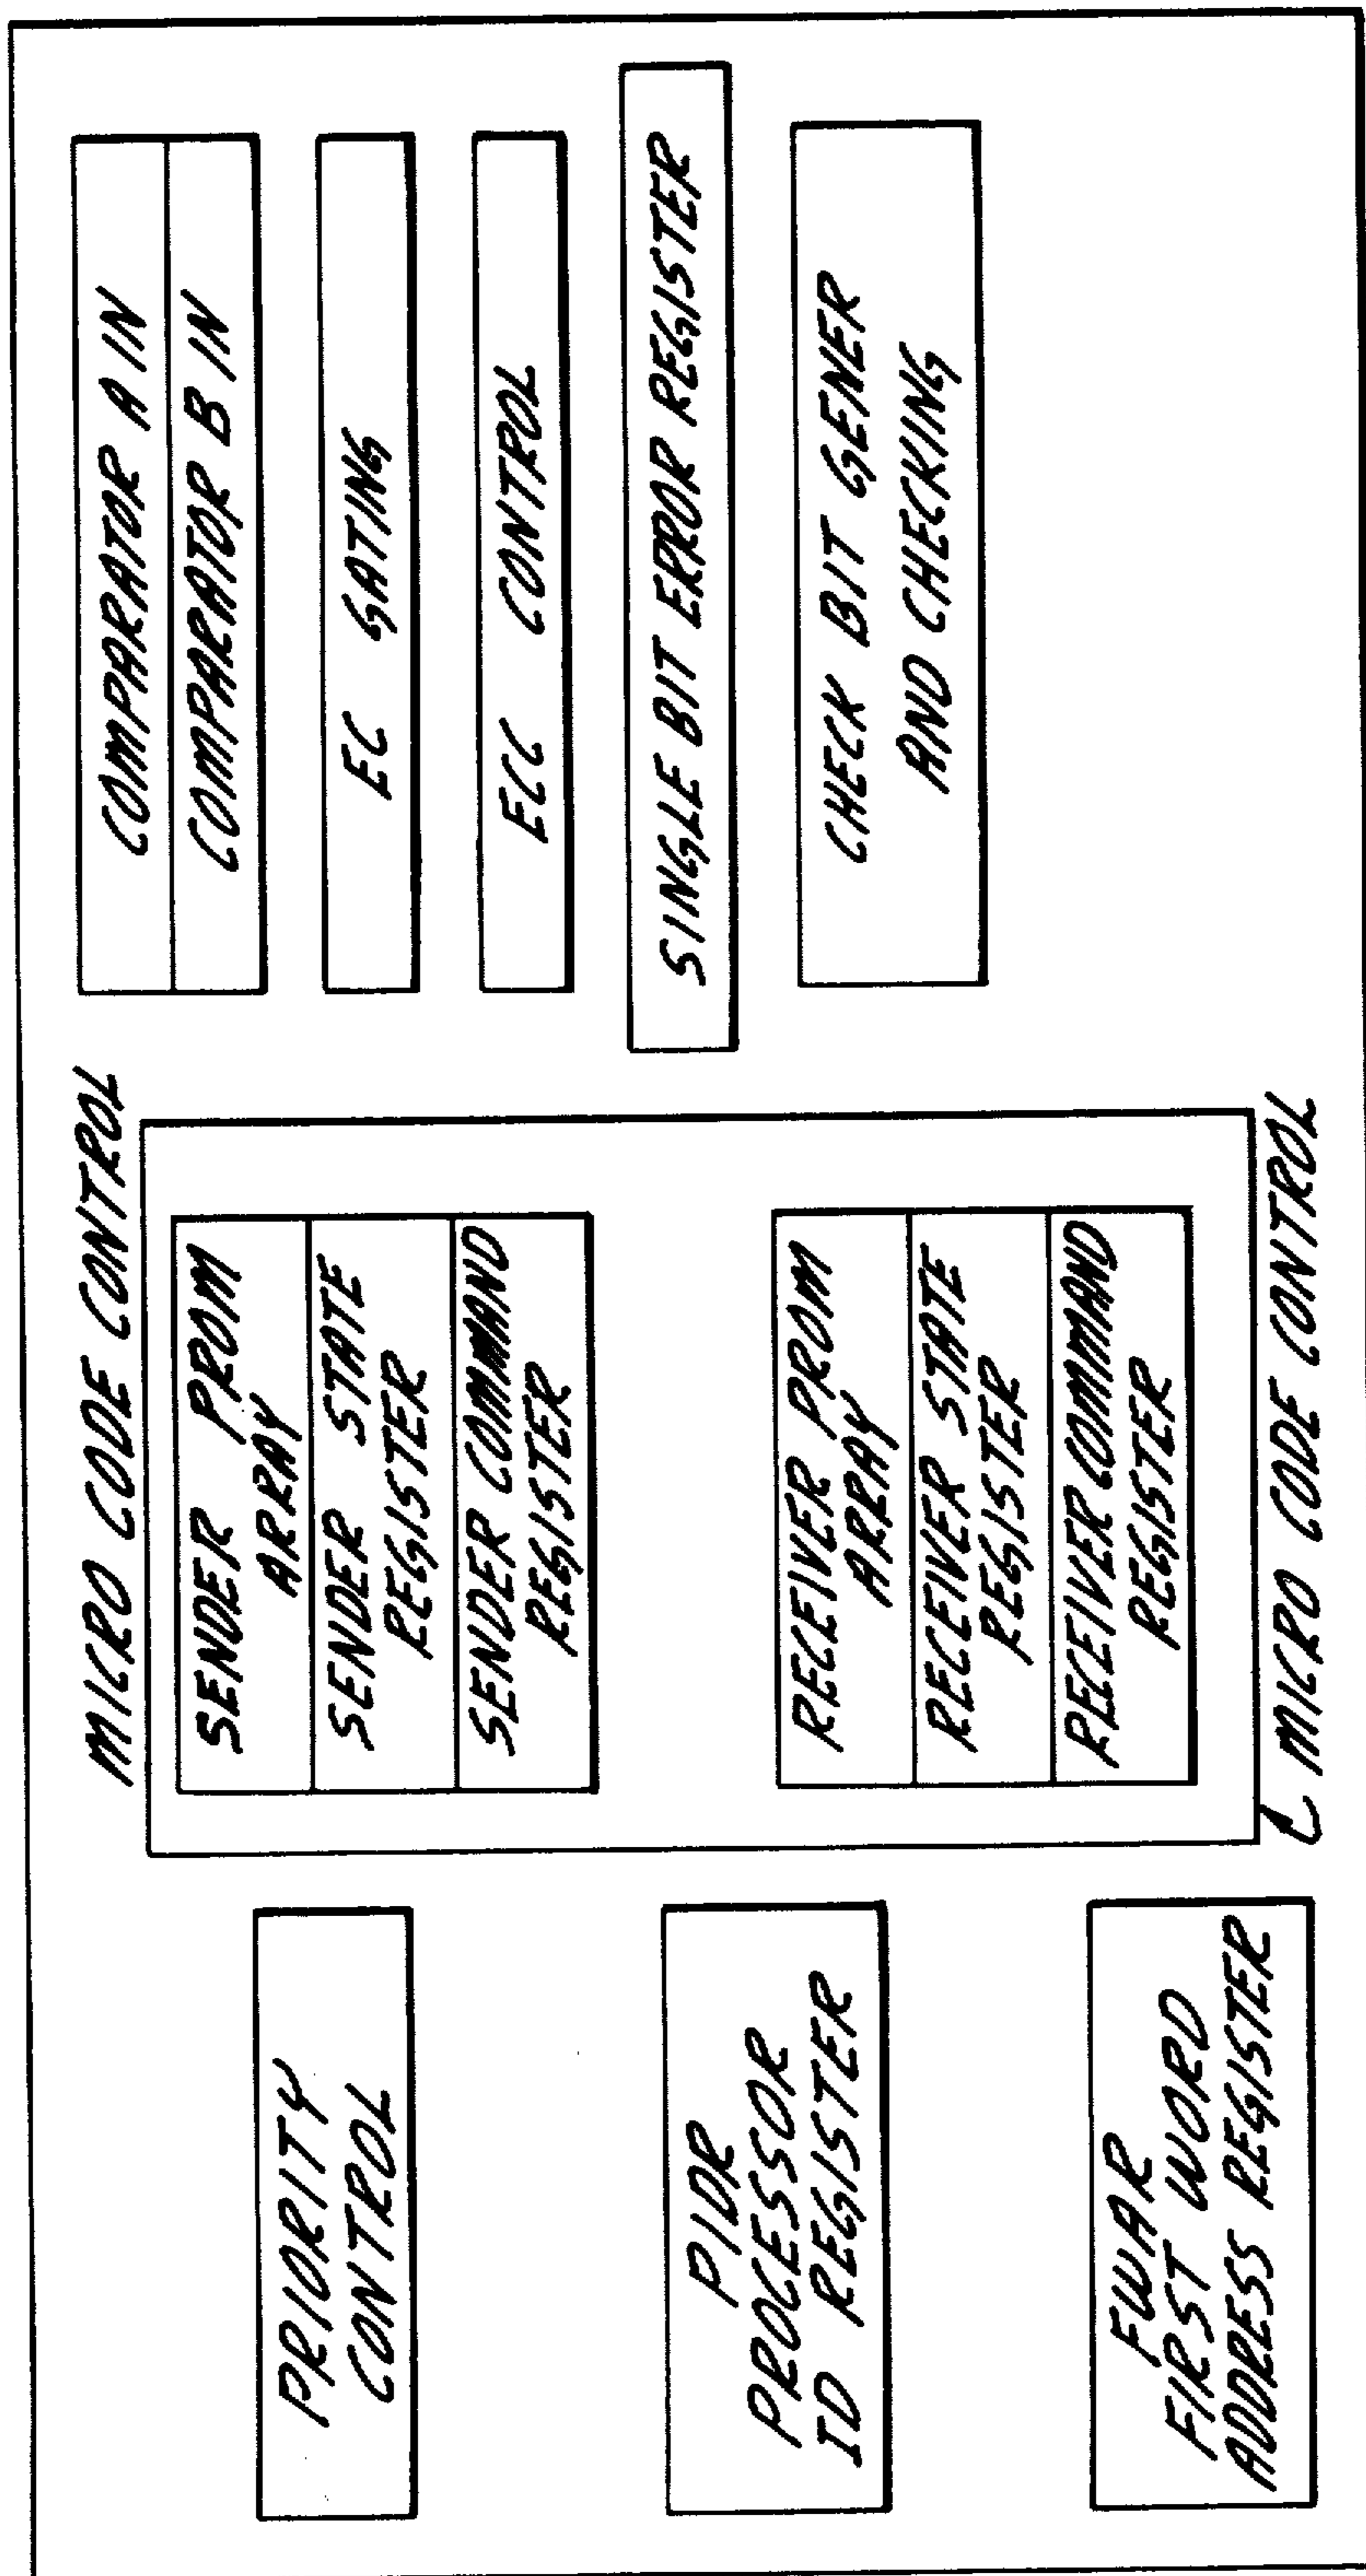 PRIORITY
CONTROL
PIDR
PROCESSOR
ID REGISTER
FWAR
FIRST WORD
ADDRESS REGISTER
MICRO CODE CONTROL
SENDER PROM
ARRAY
SENDER STATE
REGISTER
SENDER COMMAND
REGISTER
RECEIVER PROM
ARRAY
RECEIVER STATE
REGISTER
RECEIVER COMMAND
REGISTER
MICRO CODE CONTROL
COMPARATOR A IN
COMPARATOR B IN
EC GATING
ECC CONTROL
SINGLE BIT ERROR REGISTER
CHECK BIT GENER
AND CHECKING